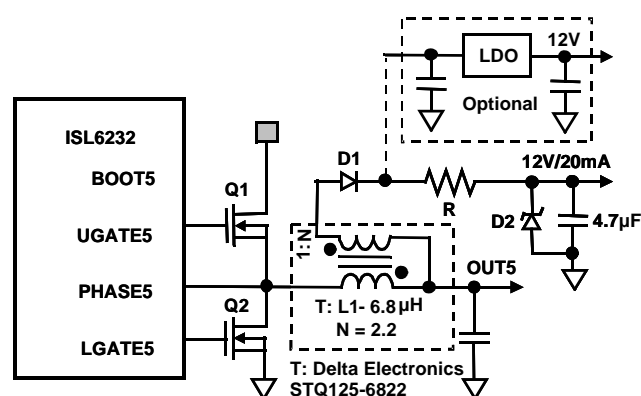 LDO
12V
Optional
ISL6232
BOOT5
UGATE5
PHASE5
LGATE5
Q1
Q2
D1
R
12V/20mA
D2
4.7µF
1:N
OUT5
T: L1- 6.8µH
N = 2.2
T: Delta Electronics
STQ125-6822